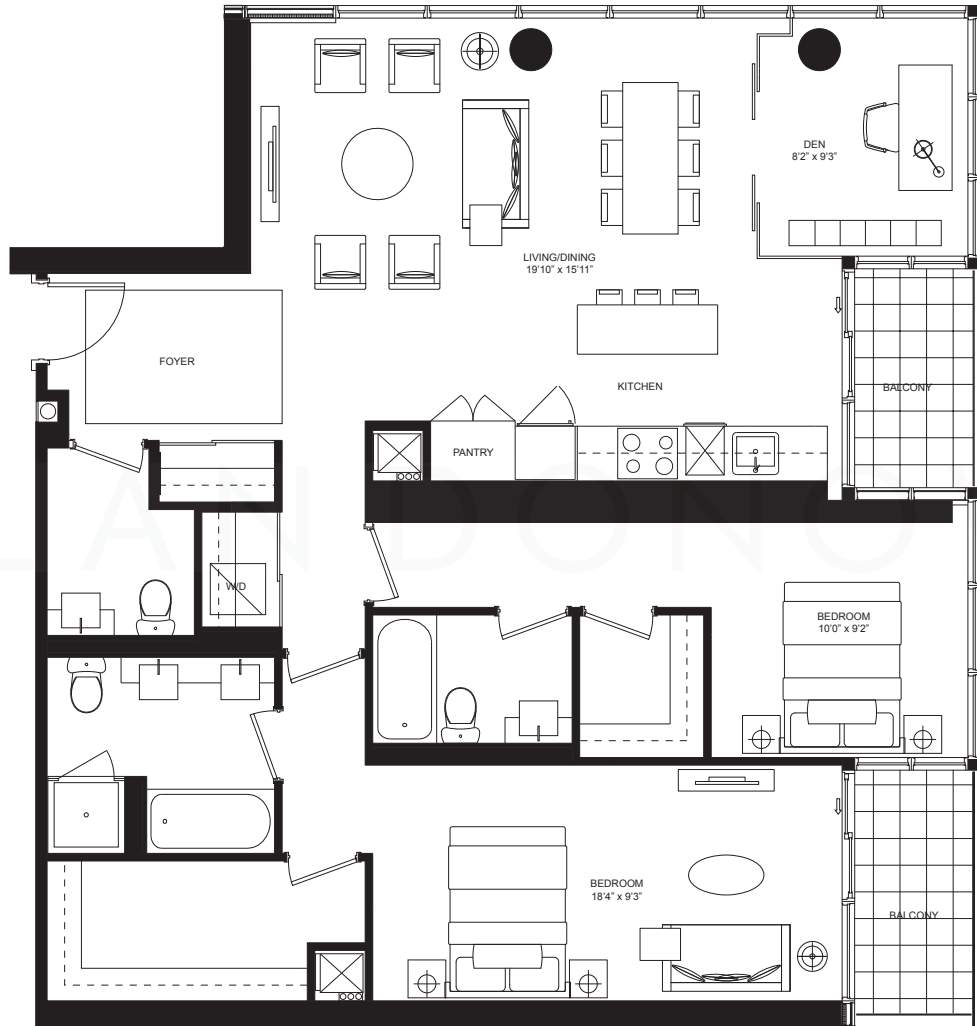 DEN
8'2" x 9'3"
LIVING/DINING
19'10" x 15'11"
FOYER
KITCHEN
BALCONY
PANTRY
LANDONO
W/D
BEDROOM
10'0" x 9'2"
BEDROOM
18'4" x 9'3"
BALCONY